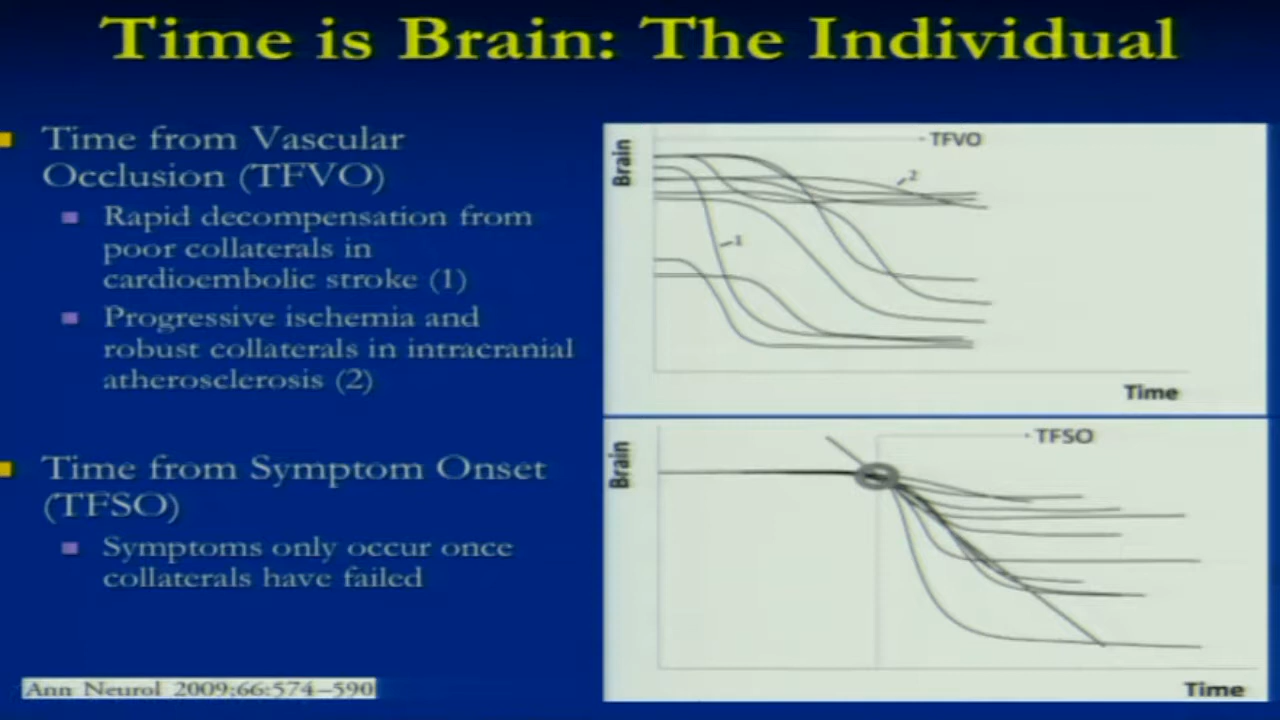 Time is Brain: The Individual
Time from Vascular
Occlusion (TFVO)
Rapid decompensation from
poor collaterals in
cardioembolic stroke (1)
Progressive ischemia and
robust collaterals in intracranial
atherosclerosis (2)
Time from Symptom Onset
(TFSO)
Symptoms only occur once
collaterals have failed
Ann Neurol 2009;66:574–590
Brain
TFVO
2
1
Time
Brain
TFSO
Time